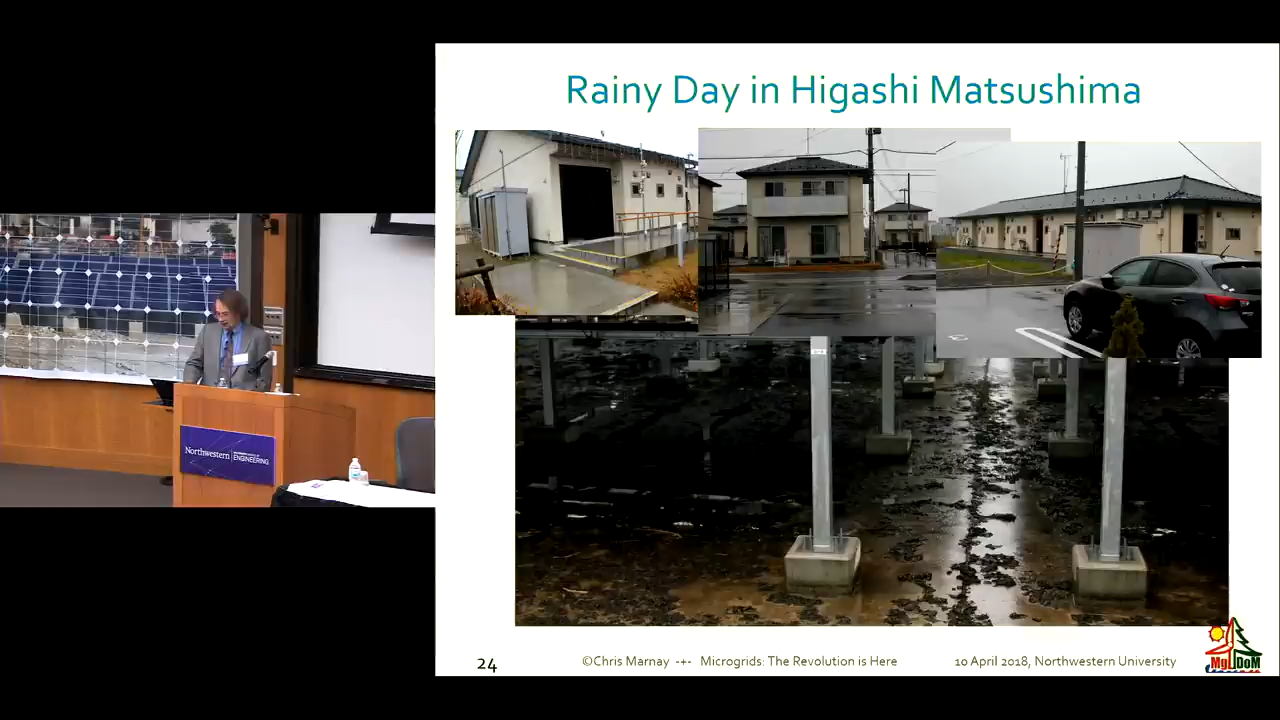 Rainy Day in Higashi Matsushima
Northwestern
ENGINEERING
24
©Chris Marnay -+- Microgrids: The Revolution is Here
10 April 2018, Northwestern University
MgDoM